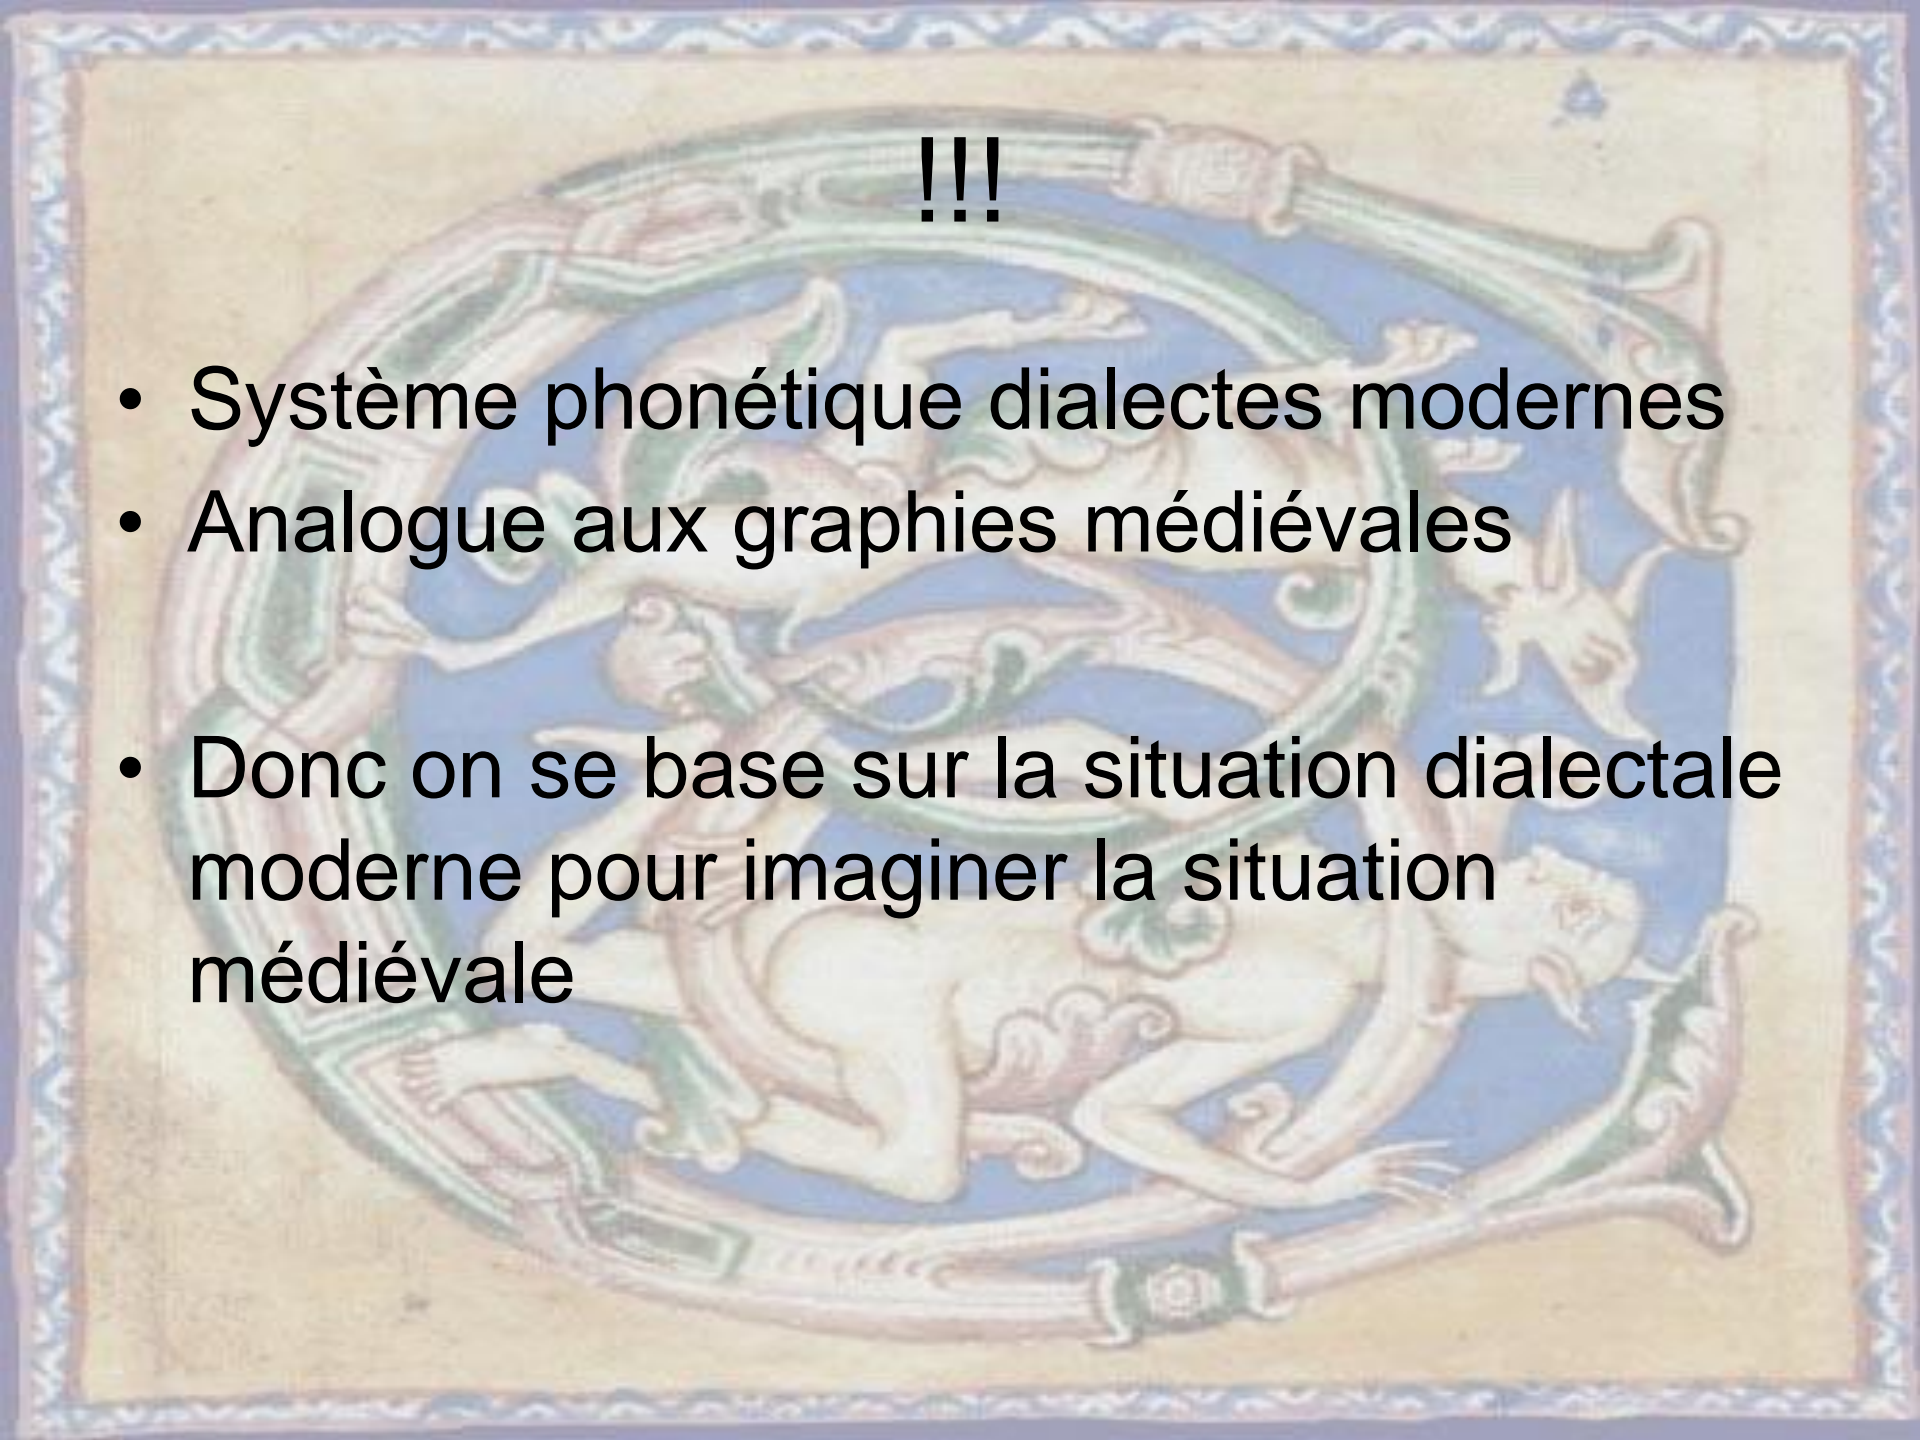 !!!
• Système phonétique dialectes modernes
• Analogue aux graphies médiévales
• Donc on se base sur la situation dialectale
moderne pour imaginer la situation
médiévale